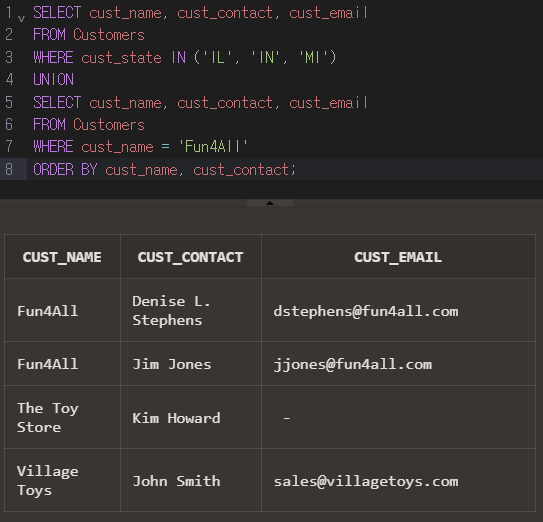 1 SELECT cust_name, cust_contact, cust_email
2 FROM Customers
3 WHERE cust_state IN ('IL', 'IN', 'MI')
4 UNION
5 SELECT cust_name, cust_contact, cust_email
6 FROM Customers
7 WHERE cust_name = 'Fun4All'
8 ORDER BY cust_name, cust_contact;
CUST_NAME CUST_CONTACT CUST_EMAIL
Fun4All Denise L. Stephens dstephens@fun4all.com
Fun4All Jim Jones jjones@fun4all.com
The Toy Store Kim Howard -
Village Toys John Smith sales@villagetoys.com